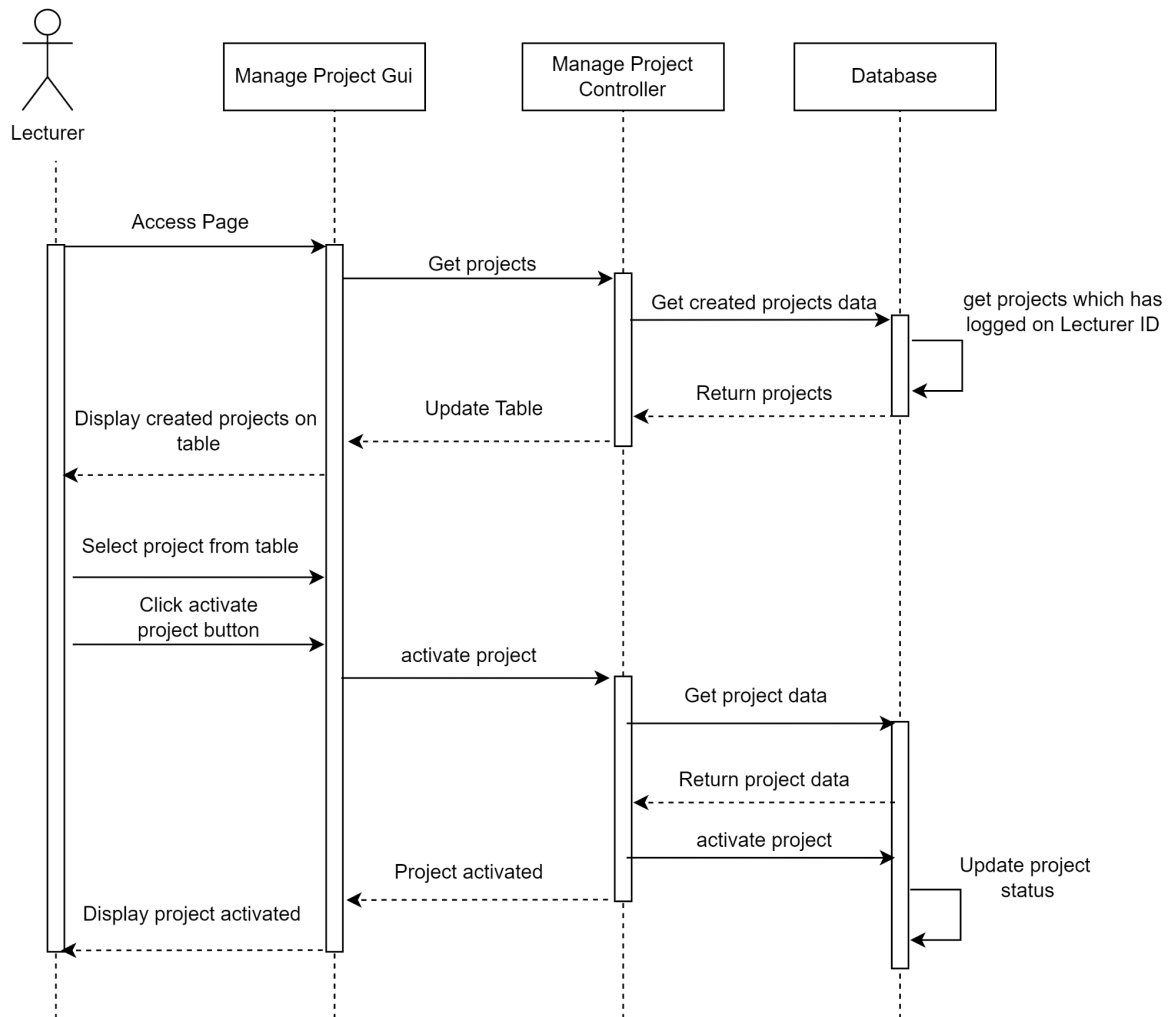 Lecturer
Manage Project Gui
Manage Project
Controller
Database
Access Page
Get projects
Get created projects data
get projects which has
logged on Lecturer ID
Return projects
Update Table
Display created projects on
table
Select project from table
Click activate
project button
activate project
Get project data
Return project data
activate project
Update project
status
Project activated
Display project activated